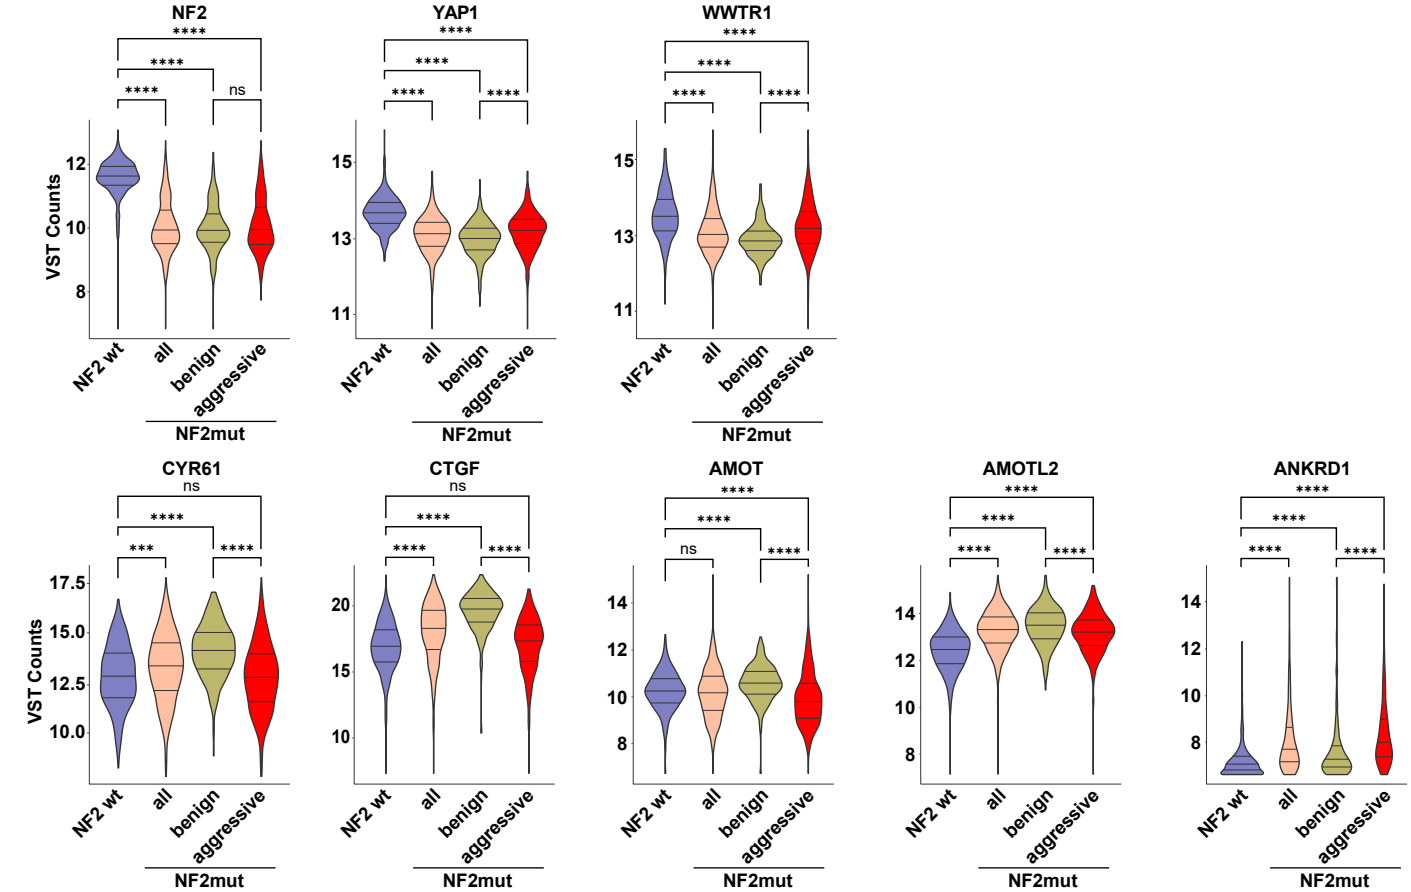 NF2 YAP1 WWTR1
**** **** ****
**** **** ****
**** ns **** **** **** ****
VST Counts
12
10
8
15
13
11
15
13
11
NF2 wt all benign aggressive
NF2mut
NF2 wt all benign aggressive
NF2mut
NF2 wt all benign aggressive
NF2mut
CYR61 CTGF AMOT AMOTL2 ANKRD1
ns ns **** **** ****
**** **** **** **** ****
*** **** **** **** ns **** **** **** **** ****
VST Counts
17.5
15.0
12.5
10.0
20
15
10
14
12
10
8
14
12
10
8
14
12
10
8
NF2 wt all benign aggressive
NF2mut
NF2 wt all benign aggressive
NF2mut
NF2 wt all benign aggressive
NF2mut
NF2 wt all benign aggressive
NF2mut
NF2 wt all benign aggressive
NF2mut